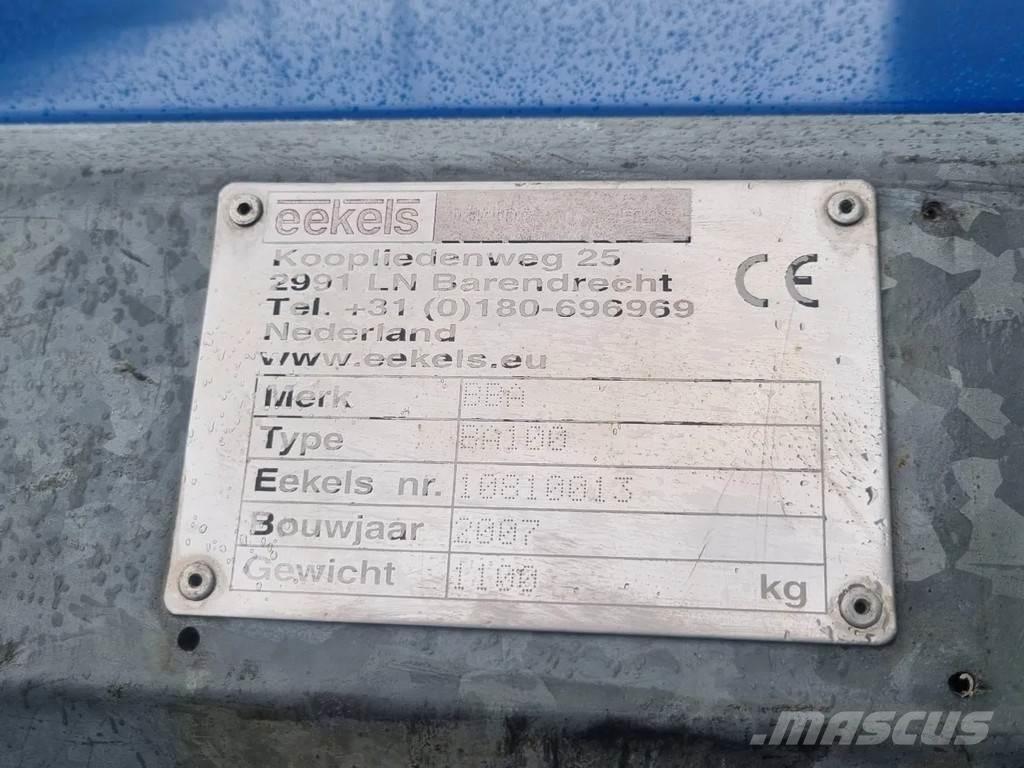 eekels
Koopliedenweg 25
2991 LN Barendrecht
Tel. +31 (0)180-696969
Nederland
www.eekels.eu
CE
Merk BBA
Type BA100
Eekels nr. 10910013
Bouwjaar 2007
Gewicht 1100 kg
MASCUS